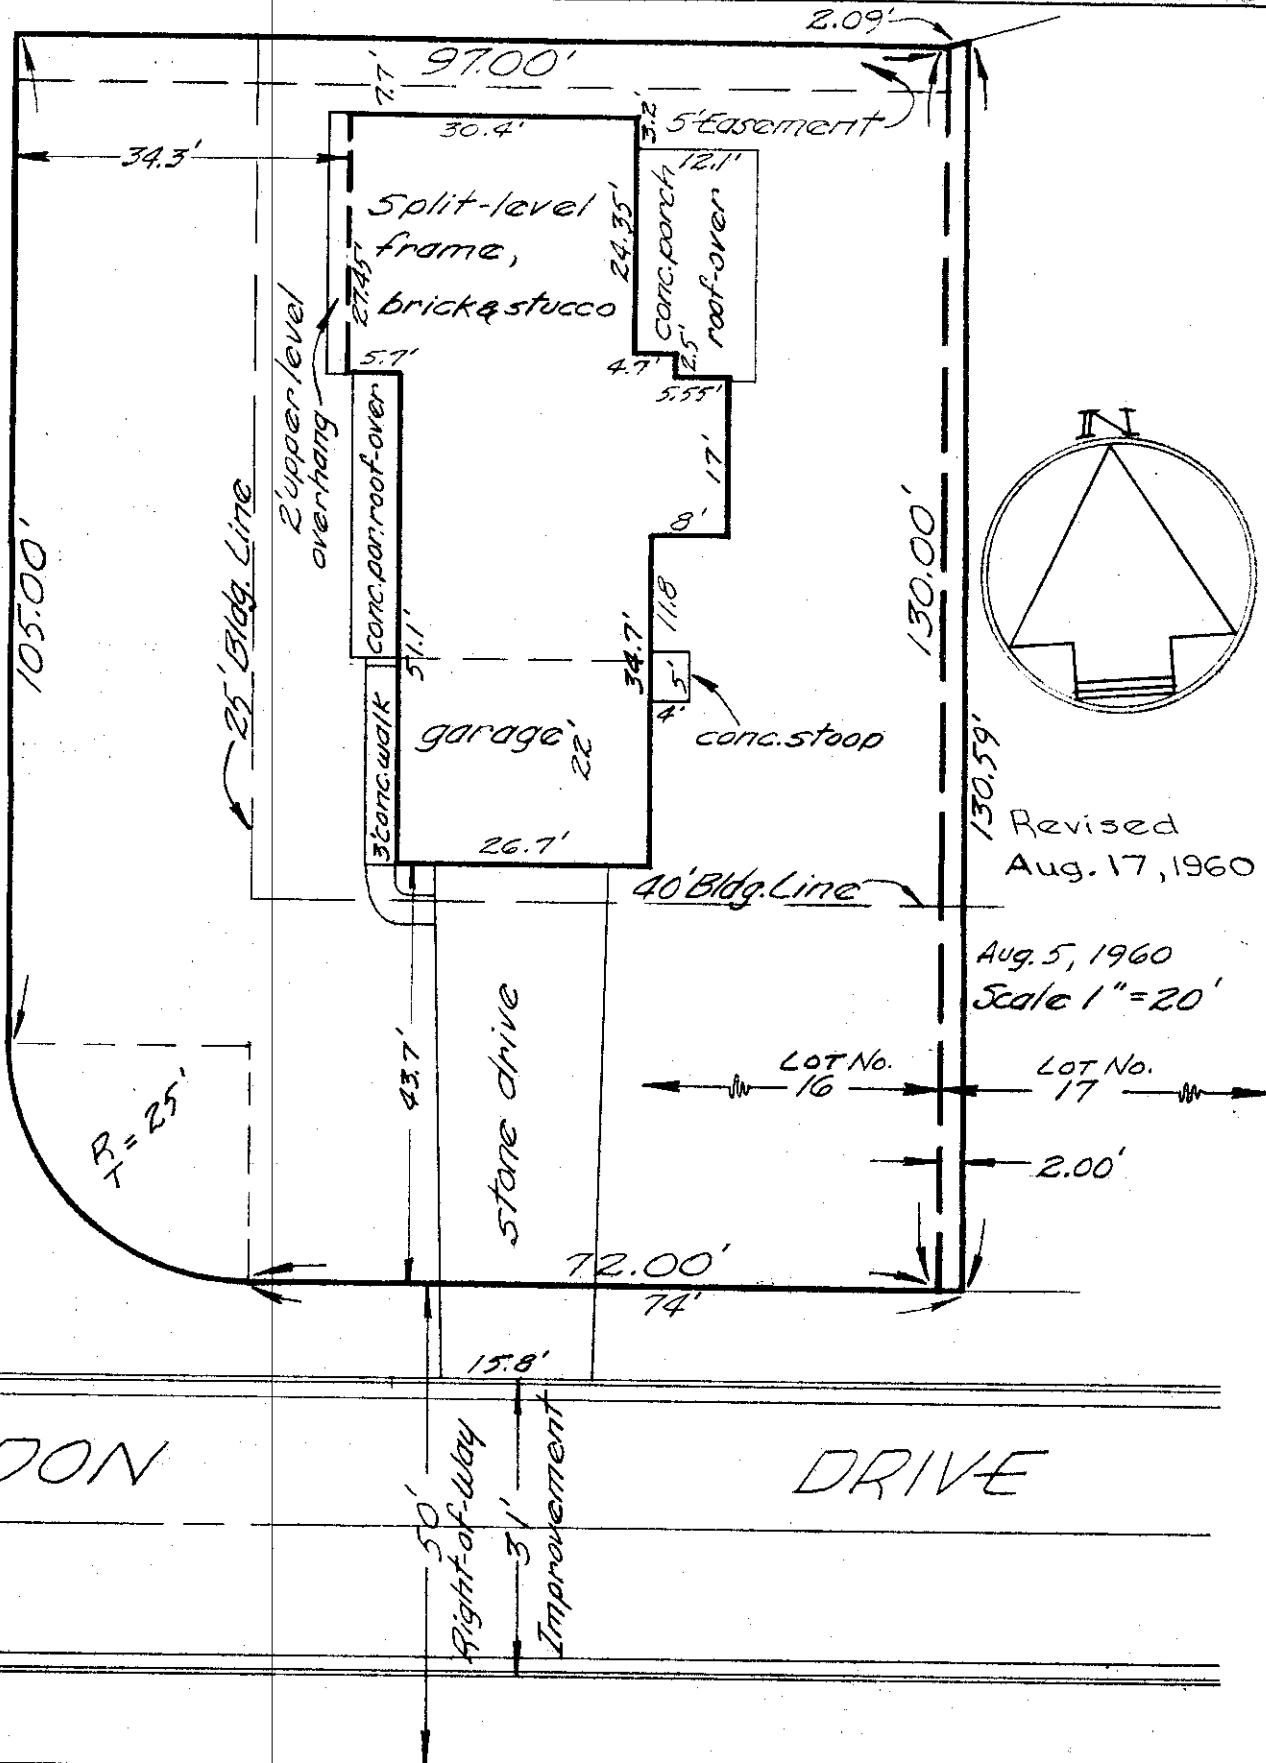 2.09'
97.00'
7.7'
30.4'
3.2'
5' Easement
34.3'
12.1'
Split-level
frame,
brick & stucco
27.45'
24.35'
conc. porch
roof-over
2' upper level
overhang
5.7'
4.7'
2.5'
5.55'
conc. por. roof-over
17'
8'
N
105.00'
25' Bldg. Line
51.1'
34.7'
11.8
130.00'
5'
4'
conc. stoop
3' conc. walk
garage
22'
130.59'
26.7'
Revised
Aug. 17, 1960
40' Bldg. Line
Aug. 5, 1960
Scale 1" = 20'
43.7'
stone drive
LOT No.
16
LOT No.
17
R = 25'
T
2.00'
72.00'
74'
15.8'
DON
DRIVE
50'
Right-of-Way
31'
Improvement